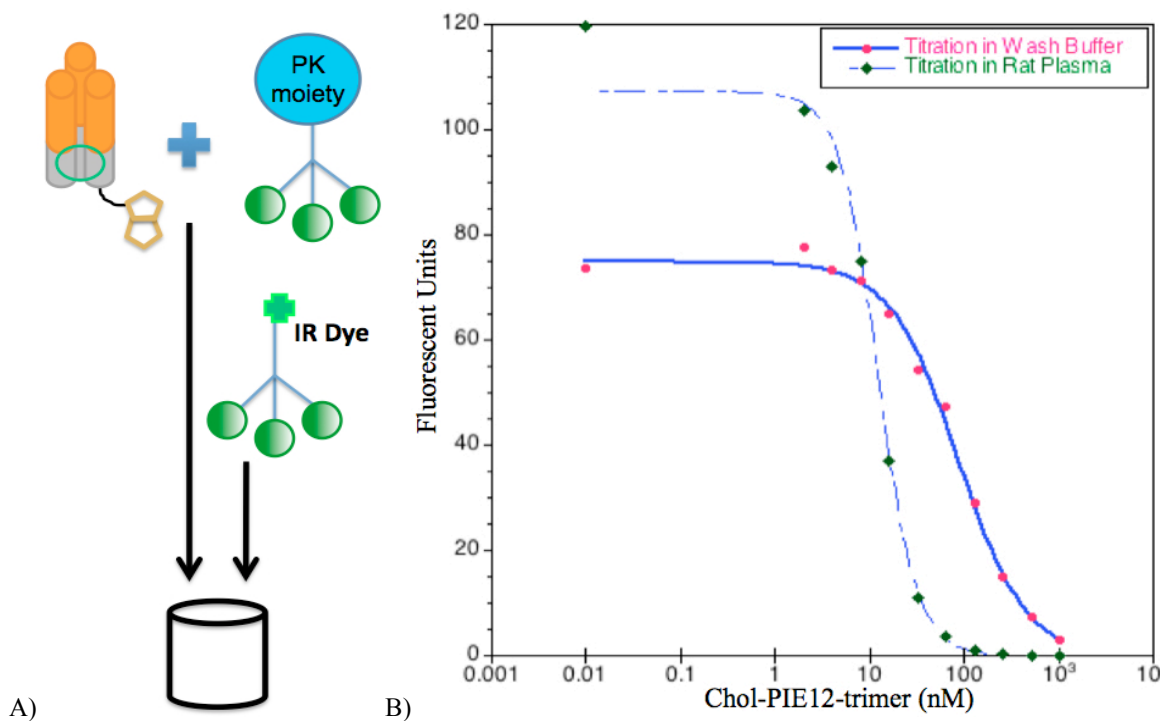 PK
moiety
IR Dye
A)
B)
Fluorescent Units
120
100
80
60
40
20
0
0.001
0.01
0.1
1
10
100
10³
10
Chol-PIE12-trimer (nM)
Titration in Wash Buffer
Titration in Rat Plasma